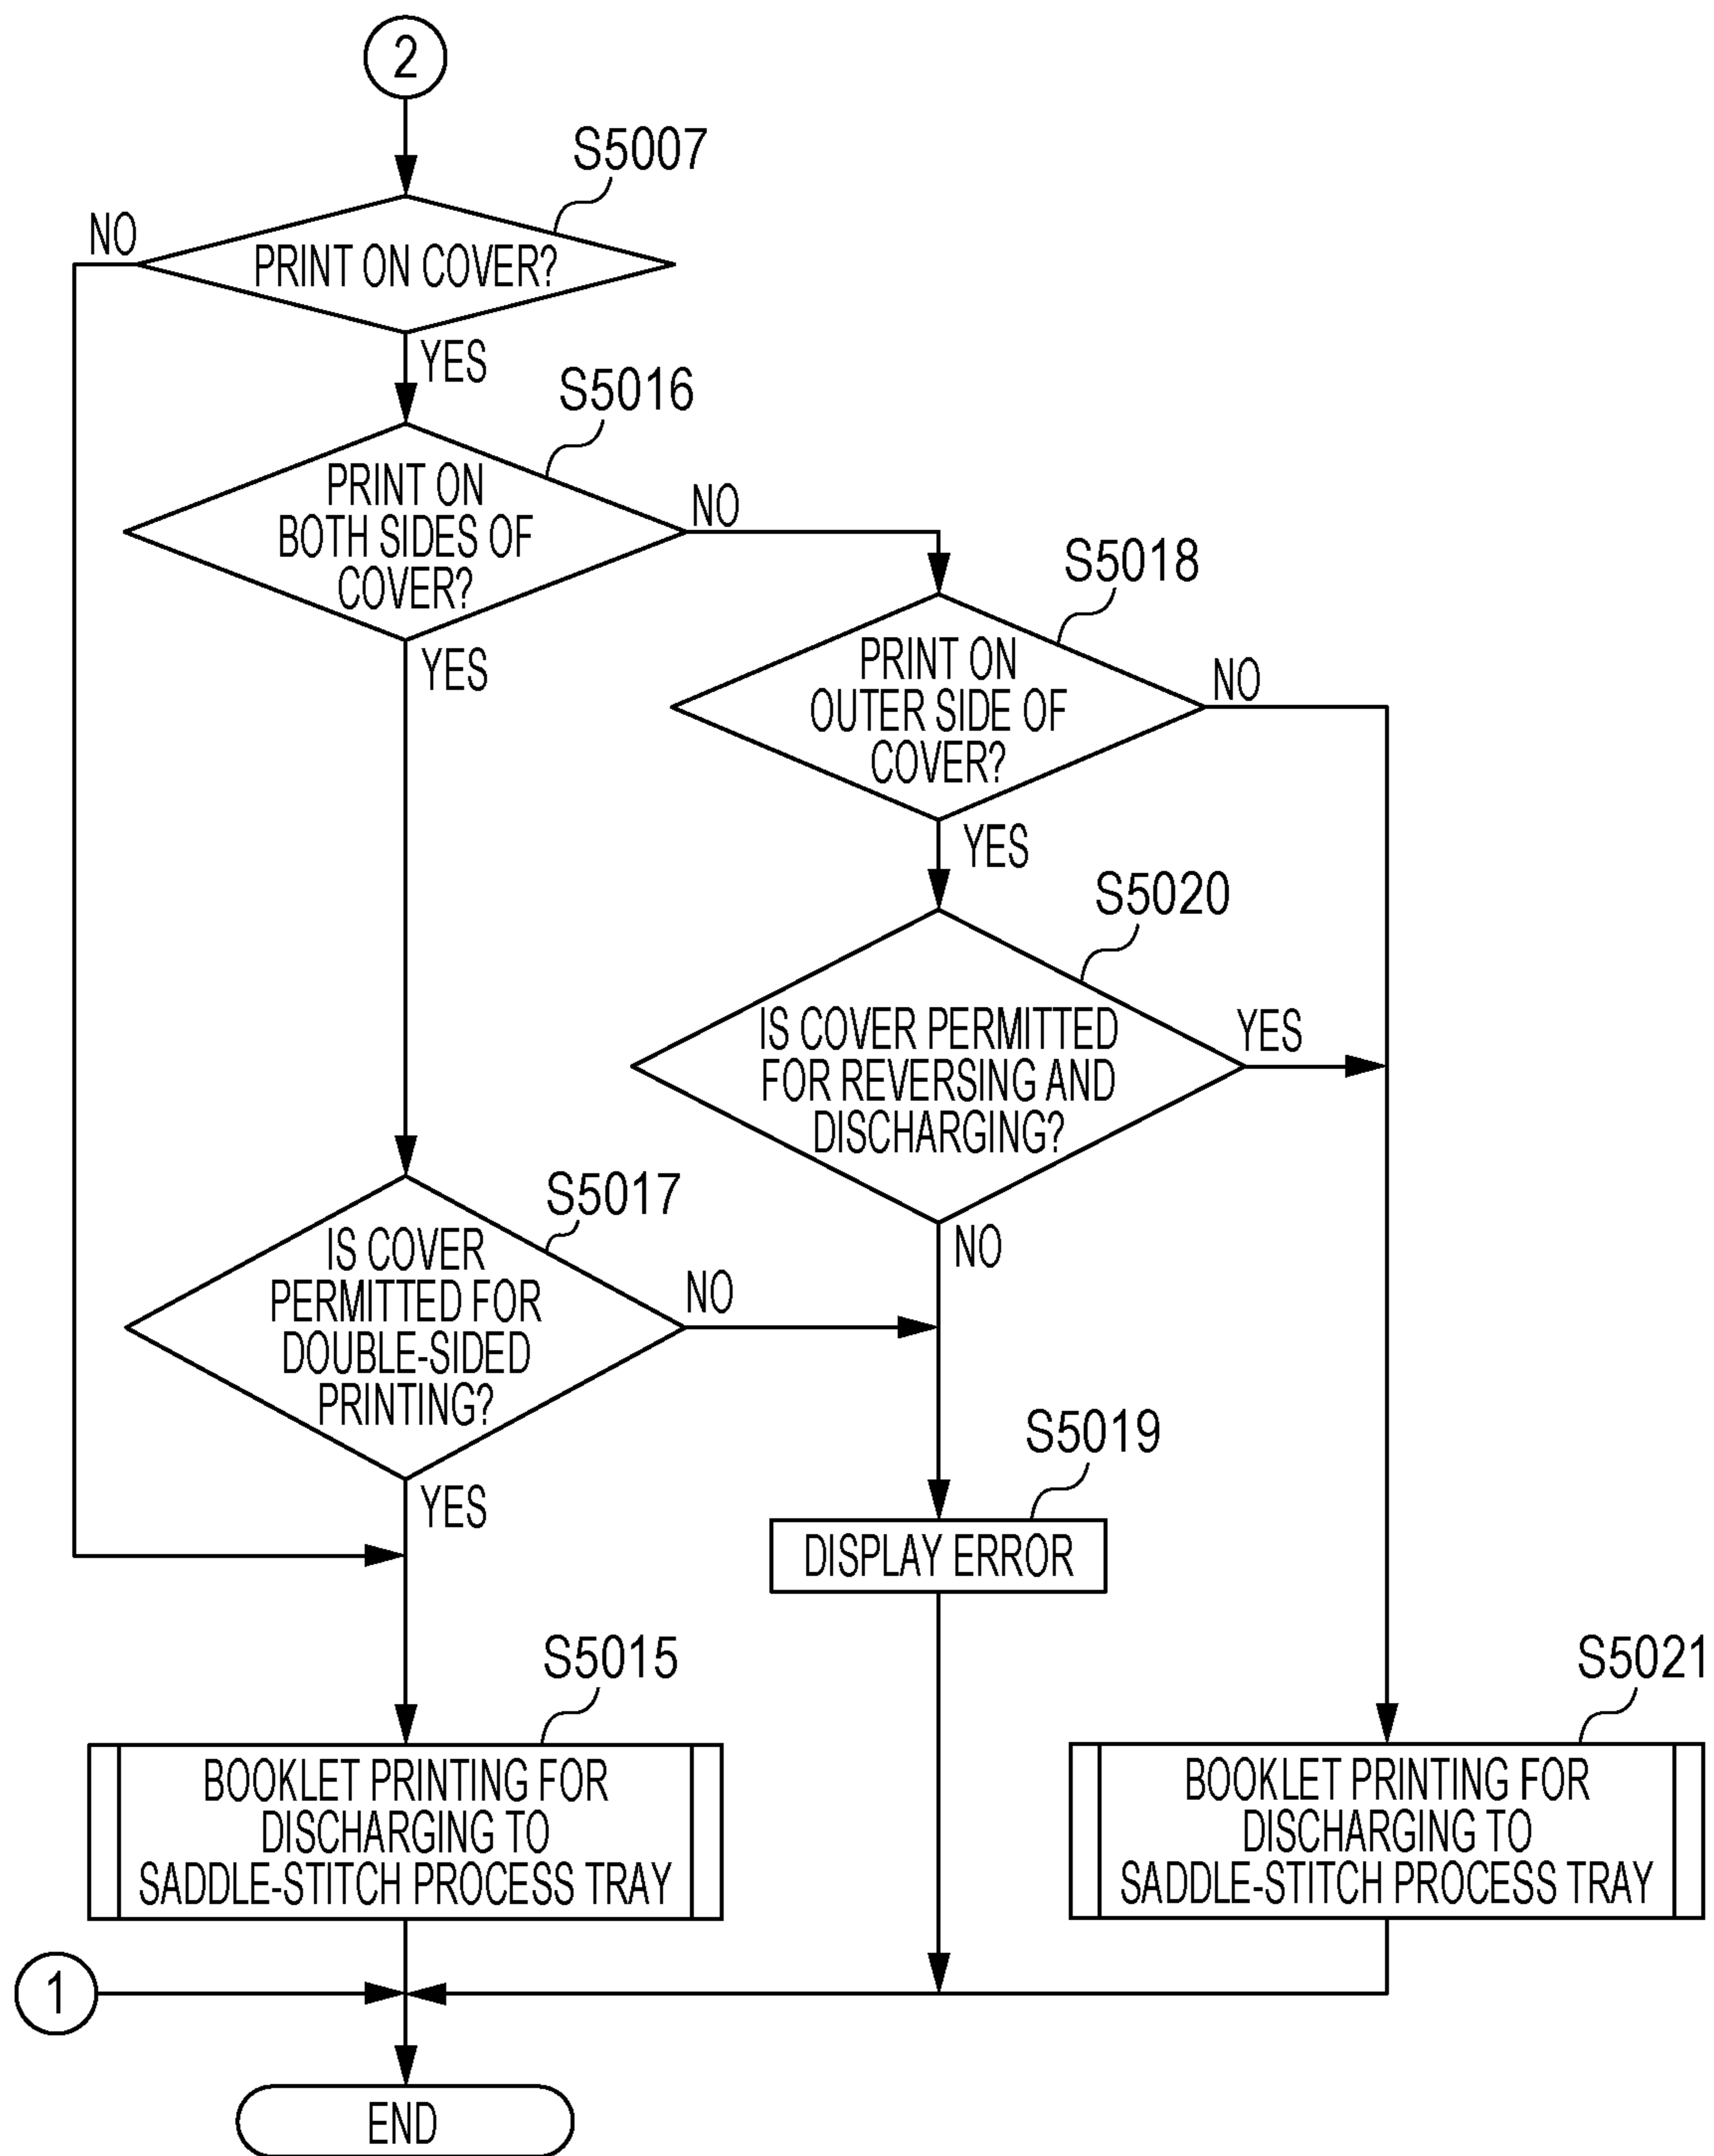 2
S5007
NO
PRINT ON COVER?
YES
S5016
PRINT ON
BOTH SIDES OF
COVER?
NO
YES
S5018
PRINT ON
OUTER SIDE OF
COVER?
NO
YES
S5020
IS COVER PERMITTED
FOR REVERSING AND
DISCHARGING?
YES
NO
S5017
IS COVER
PERMITTED FOR
DOUBLE-SIDED
PRINTING?
NO
YES
S5019
DISPLAY ERROR
S5015
BOOKLET PRINTING FOR
DISCHARGING TO
SADDLE-STITCH PROCESS TRAY
S5021
BOOKLET PRINTING FOR
DISCHARGING TO
SADDLE-STITCH PROCESS TRAY
1
END